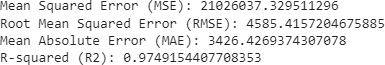 Mean Squared Error (MSE): 21026037.329511296
Root Mean Squared Error (RMSE): 4585.4157204675885
Mean Absolute Error (MAE): 3426.4269374307078
R-squared (R2): 0.9749154407708353